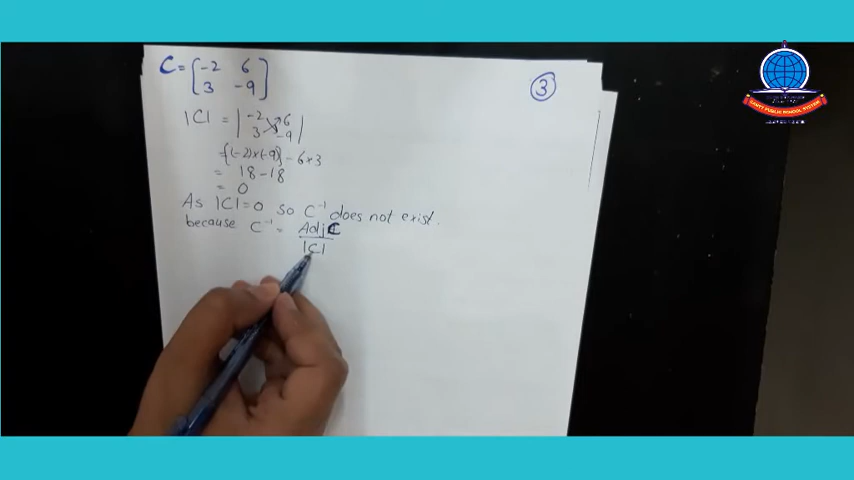 C = [-2 6
3 -9]
③
|C| = |-2 6
3 -9|
{(-2)×(-9)} - 6×3
= 18 - 18
= 0
As |C| = 0 so C⁻¹ does not exist.
because C⁻¹ = Adj C
|C|